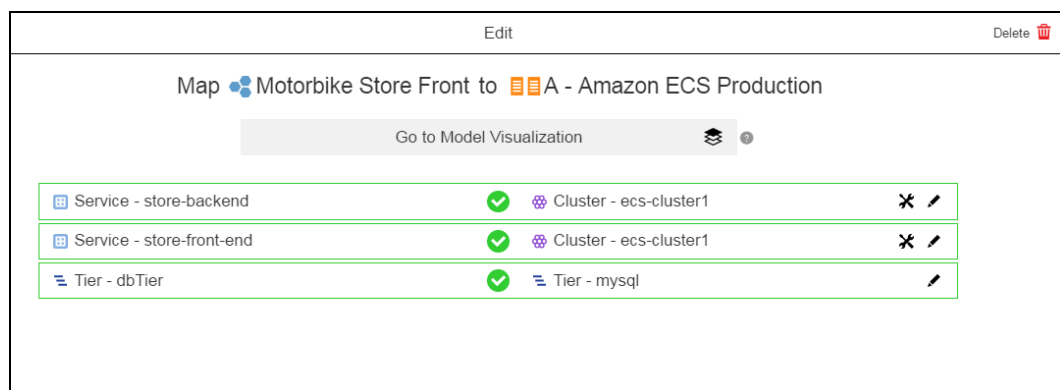 Edit Delete
Map Motorbike Store Front to A - Amazon ECS Production
Go to Model Visualization ?
Service - store-backend Cluster - ecs-cluster1
Service - store-front-end Cluster - ecs-cluster1
Tier - dbTier Tier - mysql